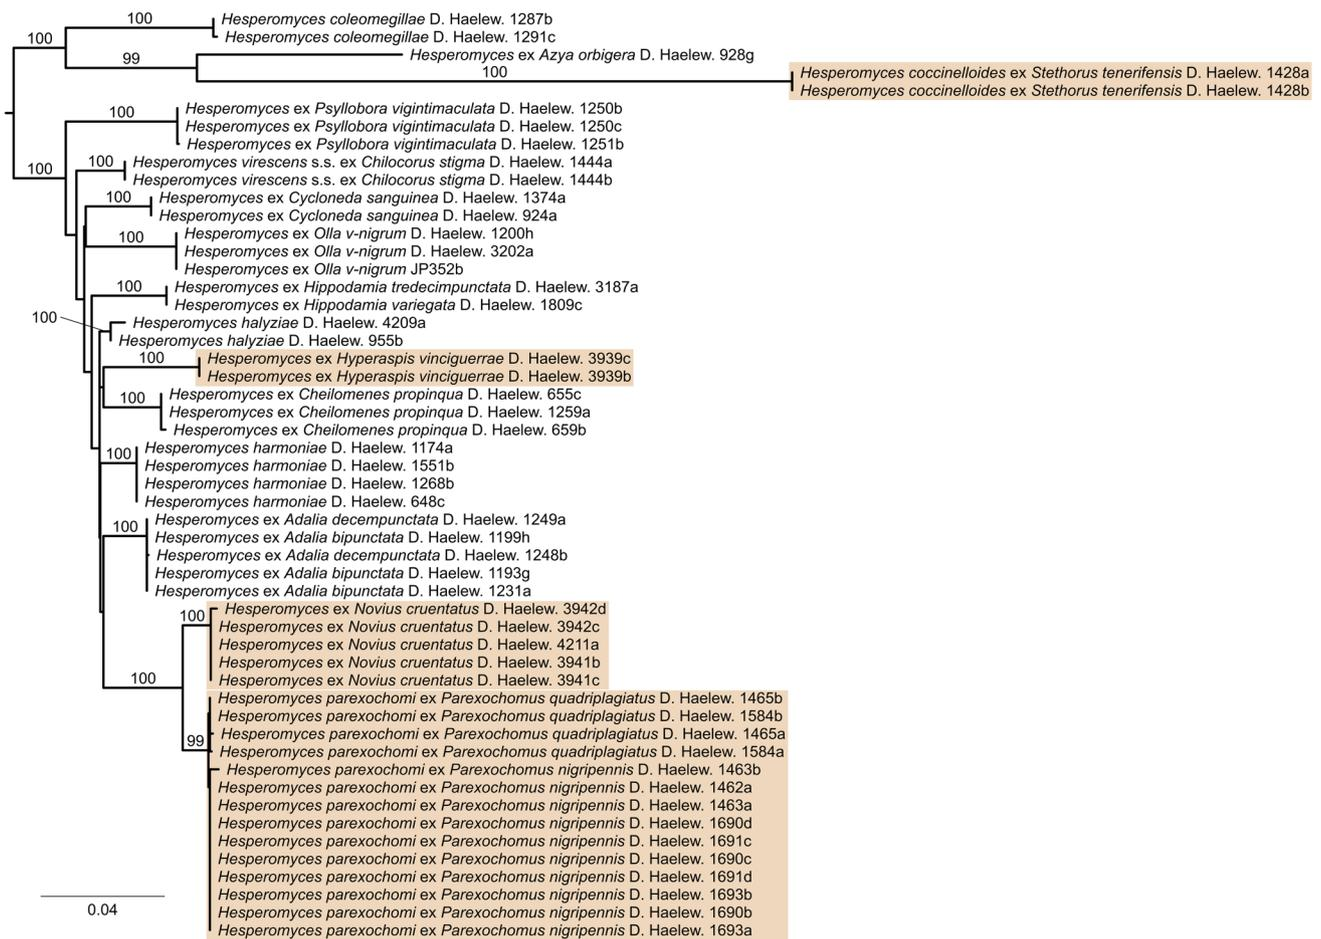 100
Hesperomyces coleomegillae D. Haelew. 1287b
Hesperomyces coleomegillae D. Haelew. 1291c
100
99
Hesperomyces ex Azya orbigera D. Haelew. 928g
100
Hesperomyces coccinelloides ex Stethorus tenerifensis D. Haelew. 1428a
Hesperomyces coccinelloides ex Stethorus tenerifensis D. Haelew. 1428b
100
Hesperomyces ex Psyllobora vigintimaculata D. Haelew. 1250b
Hesperomyces ex Psyllobora vigintimaculata D. Haelew. 1250c
Hesperomyces ex Psyllobora vigintimaculata D. Haelew. 1251b
100
100
Hesperomyces virescens s.s. ex Chilocorus stigma D. Haelew. 1444a
Hesperomyces virescens s.s. ex Chilocorus stigma D. Haelew. 1444b
100
Hesperomyces ex Cycloneda sanguinea D. Haelew. 1374a
Hesperomyces ex Cycloneda sanguinea D. Haelew. 924a
100
Hesperomyces ex Olla v-nigrum D. Haelew. 1200h
Hesperomyces ex Olla v-nigrum D. Haelew. 3202a
Hesperomyces ex Olla v-nigrum JP352b
100
Hesperomyces ex Hippodamia tredecimpunctata D. Haelew. 3187a
Hesperomyces ex Hippodamia variegata D. Haelew. 1809c
100
Hesperomyces halyziae D. Haelew. 4209a
Hesperomyces halyziae D. Haelew. 955b
100
Hesperomyces ex Hyperaspis vinciguerrae D. Haelew. 3939c
Hesperomyces ex Hyperaspis vinciguerrae D. Haelew. 3939b
100
Hesperomyces ex Cheilomenes propinqua D. Haelew. 655c
Hesperomyces ex Cheilomenes propinqua D. Haelew. 1259a
Hesperomyces ex Cheilomenes propinqua D. Haelew. 659b
100
Hesperomyces harmoniae D. Haelew. 1174a
Hesperomyces harmoniae D. Haelew. 1551b
Hesperomyces harmoniae D. Haelew. 1268b
Hesperomyces harmoniae D. Haelew. 648c
100
Hesperomyces ex Adalia decempunctata D. Haelew. 1249a
Hesperomyces ex Adalia bipunctata D. Haelew. 1199h
Hesperomyces ex Adalia decempunctata D. Haelew. 1248b
Hesperomyces ex Adalia bipunctata D. Haelew. 1193g
Hesperomyces ex Adalia bipunctata D. Haelew. 1231a
100
Hesperomyces ex Novius cruentatus D. Haelew. 3942d
Hesperomyces ex Novius cruentatus D. Haelew. 3942c
Hesperomyces ex Novius cruentatus D. Haelew. 4211a
Hesperomyces ex Novius cruentatus D. Haelew. 3941b
Hesperomyces ex Novius cruentatus D. Haelew. 3941c
100
Hesperomyces parexochomi ex Parexochomus quadriplagiatus D. Haelew. 1465b
Hesperomyces parexochomi ex Parexochomus quadriplagiatus D. Haelew. 1584b
Hesperomyces parexochomi ex Parexochomus quadriplagiatus D. Haelew. 1465a
99
Hesperomyces parexochomi ex Parexochomus quadriplagiatus D. Haelew. 1584a
Hesperomyces parexochomi ex Parexochomus nigripennis D. Haelew. 1463b
Hesperomyces parexochomi ex Parexochomus nigripennis D. Haelew. 1462a
Hesperomyces parexochomi ex Parexochomus nigripennis D. Haelew. 1463a
Hesperomyces parexochomi ex Parexochomus nigripennis D. Haelew. 1690d
Hesperomyces parexochomi ex Parexochomus nigripennis D. Haelew. 1691c
Hesperomyces parexochomi ex Parexochomus nigripennis D. Haelew. 1690c
Hesperomyces parexochomi ex Parexochomus nigripennis D. Haelew. 1691d
Hesperomyces parexochomi ex Parexochomus nigripennis D. Haelew. 1693b
Hesperomyces parexochomi ex Parexochomus nigripennis D. Haelew. 1690b
Hesperomyces parexochomi ex Parexochomus nigripennis D. Haelew. 1693a
0.04